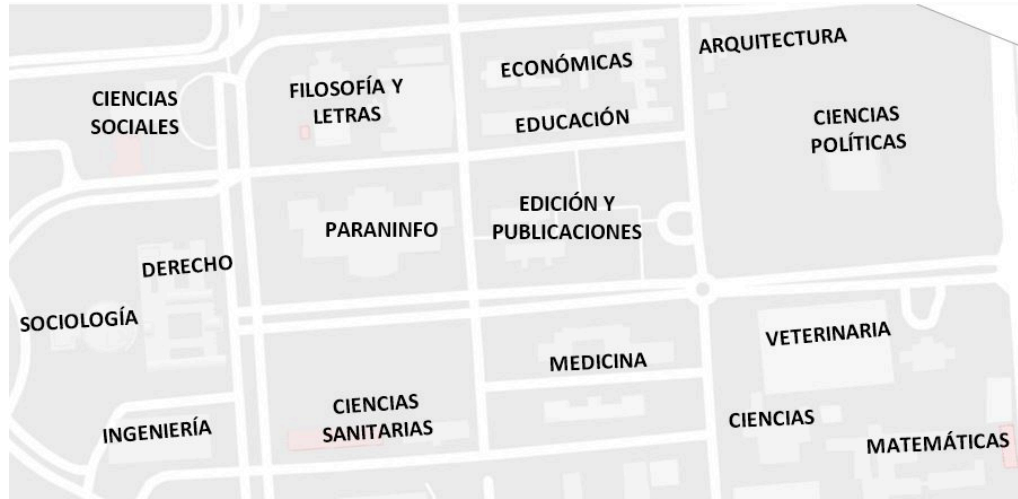 ARQUITECTURA
ECONÓMICAS
FILOSOFÍA Y
LETRAS
CIENCIAS
SOCIALES
EDUCACIÓN
CIENCIAS
POLÍTICAS
EDICIÓN Y
PUBLICACIONES
PARANINFO
DERECHO
SOCIOLOGÍA
VETERINARIA
MEDICINA
CIENCIAS
SANITARIAS
INGENIERÍA
CIENCIAS
MATEMÁTICAS